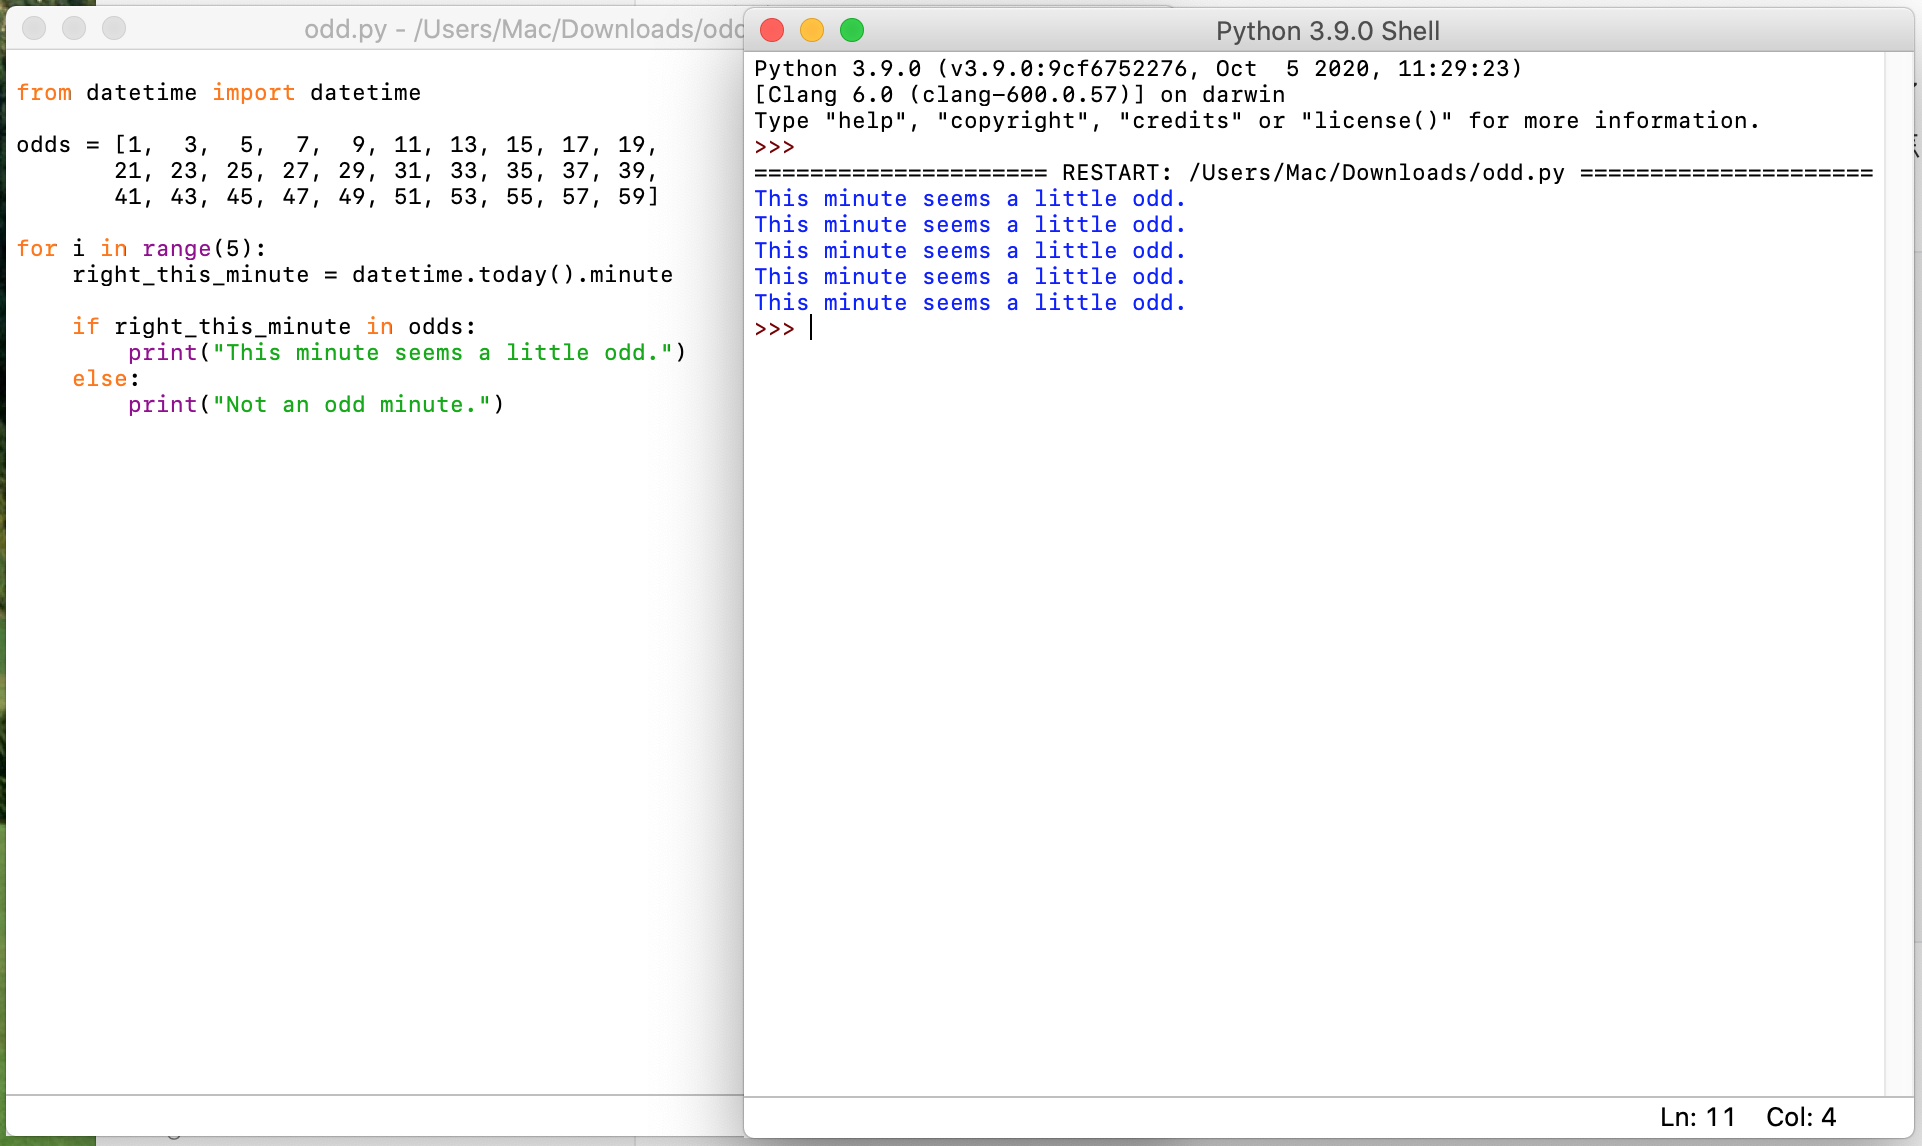 odd.py - /Users/Mac/Downloads/odd

from datetime import datetime

odds = [1,  3,  5,  7,  9, 11, 13, 15, 17, 19,
       21, 23, 25, 27, 29, 31, 33, 35, 37, 39,
       41, 43, 45, 47, 49, 51, 53, 55, 57, 59]

for i in range(5):
    right_this_minute = datetime.today().minute

    if right_this_minute in odds:
        print("This minute seems a little odd.")
    else:
        print("Not an odd minute.")

Python 3.9.0 Shell
Python 3.9.0 (v3.9.0:9cf6752276, Oct  5 2020, 11:29:23)
[Clang 6.0 (clang-600.0.57)] on darwin
Type "help", "copyright", "credits" or "license()" for more information.
>>>
===================== RESTART: /Users/Mac/Downloads/odd.py =====================
This minute seems a little odd.
This minute seems a little odd.
This minute seems a little odd.
This minute seems a little odd.
This minute seems a little odd.
>>>
Ln: 11  Col: 4